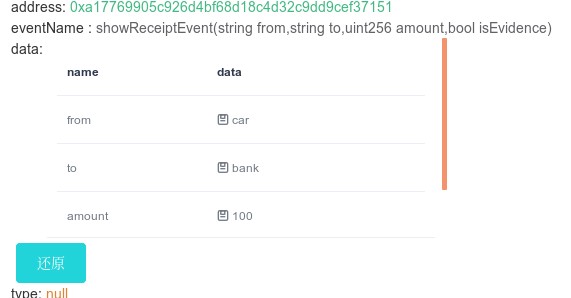 address: 0xa17769905c926d4bf68d18c4d32c9dd9cef37151
eventName : showReceiptEvent(string from,string to,uint256 amount,bool isEvidence)
data:
name data
from car
to bank
amount 100
还原
type: null